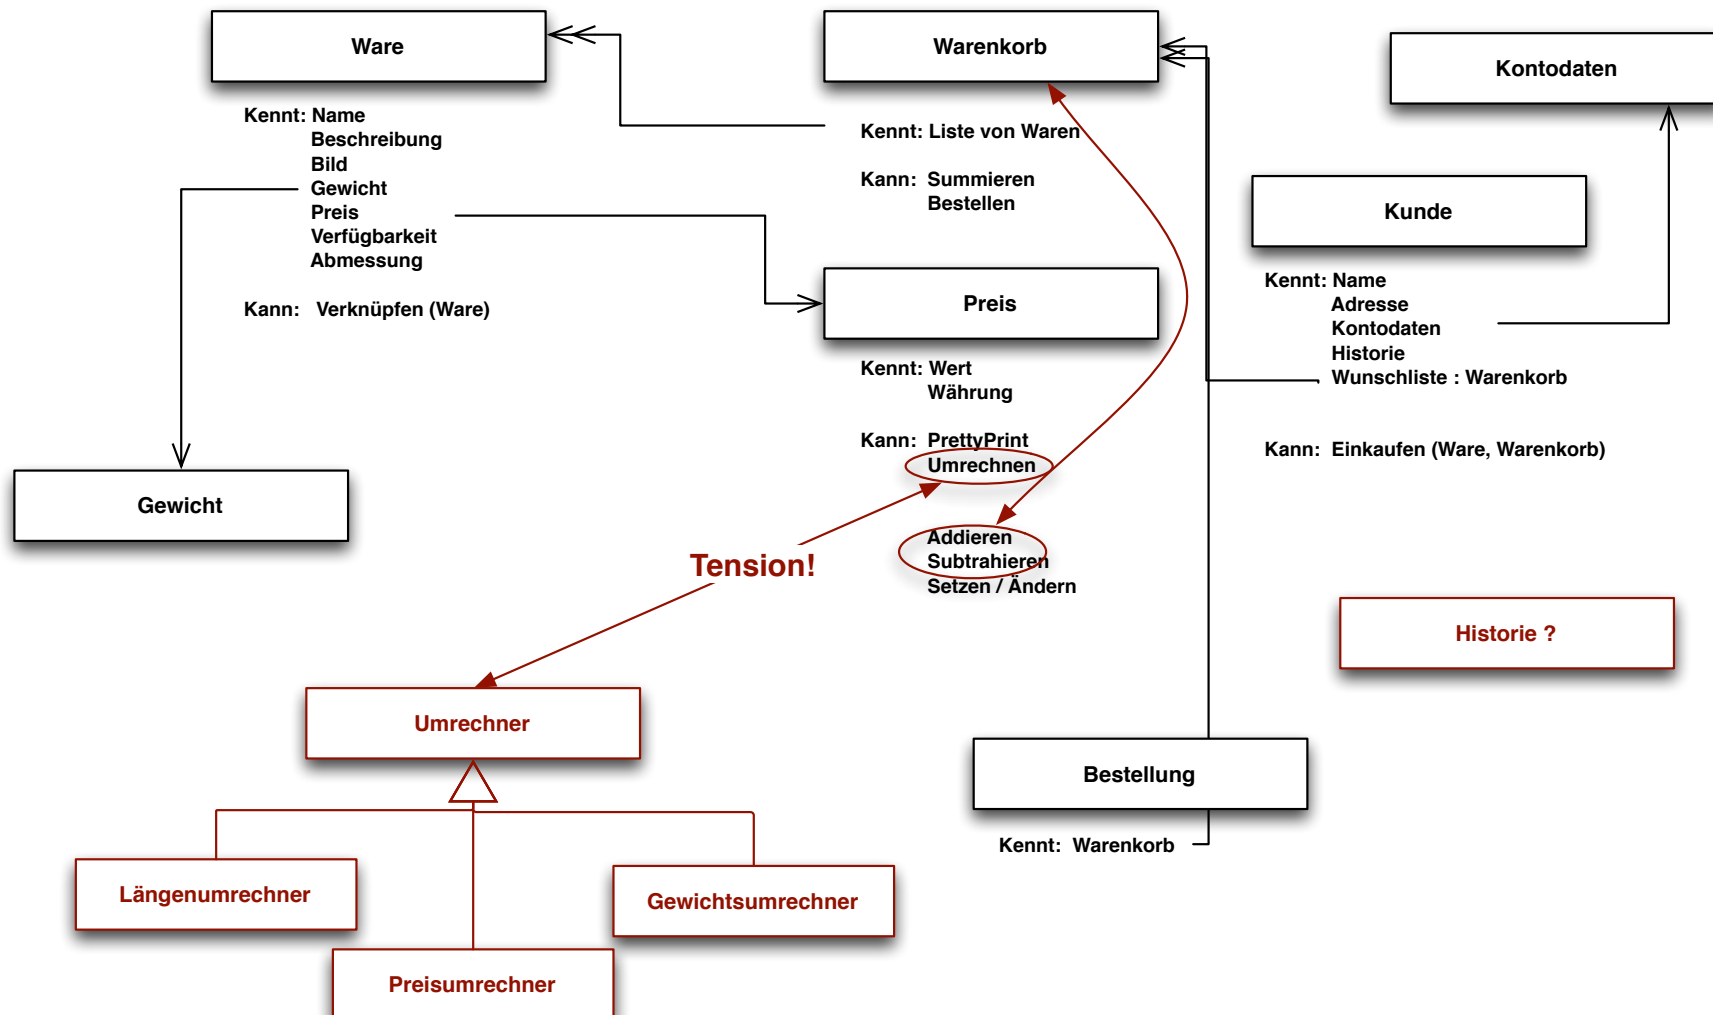 Ware
Kennt: Name
Beschreibung
Bild
Gewicht
Preis
Verfügbarkeit
Abmessung
Kann: Verknüpfen (Ware)
Warenkorb
Kennt: Liste von Waren
Kann: Summieren
Bestellen
Kontodaten
Kunde
Kennt: Name
Adresse
Kontodaten
Historie
Wunschliste : Warenkorb
Kann: Einkaufen (Ware, Warenkorb)
Preis
Kennt: Wert
Währung
Kann: PrettyPrint
Umrechnen
Addieren
Subtrahieren
Setzen / Ändern
Gewicht
Tension!
Historie ?
Umrechner
Bestellung
Kennt: Warenkorb
Längenumrechner
Gewichtsumrechner
Preisumrechner